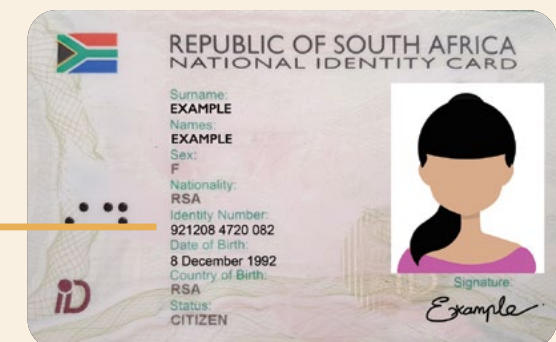 REPUBLIC OF SOUTH AFRICA
NATIONAL IDENTITY CARD
Surname:
EXAMPLE
Names:
EXAMPLE
Sex:
F
Nationality:
RSA
Identity Number:
921208 4720 082
Date of Birth:
8 December 1992
Country of Birth:
RSA
Status:
CITIZEN
Signature:
Example
iD